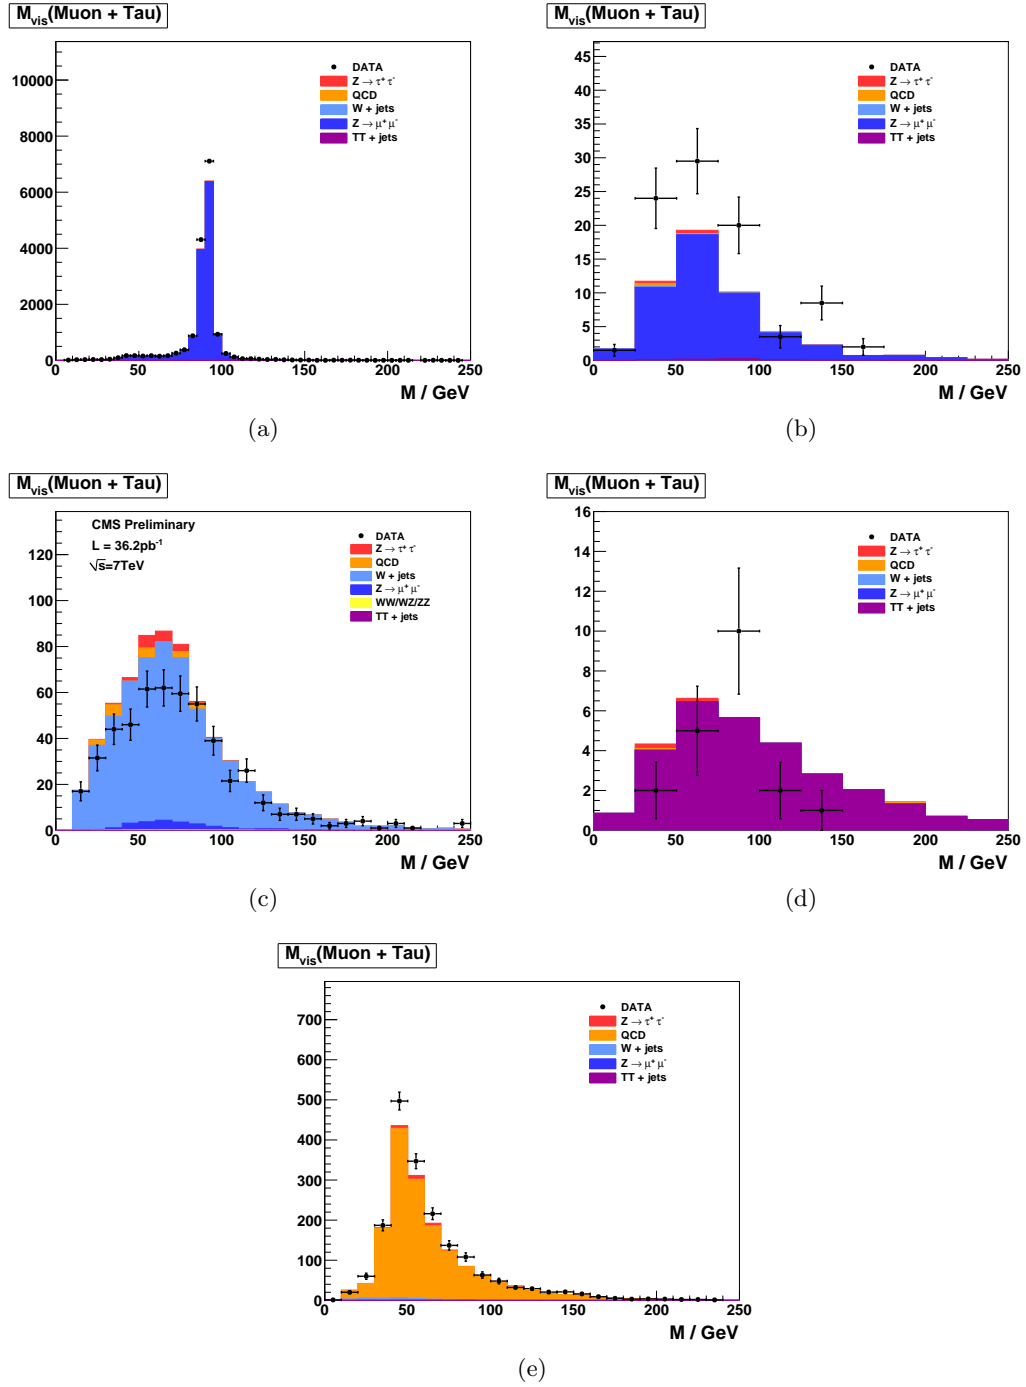 M_vis(Muon + Tau)
10000
8000
6000
4000
2000
0
0 50 100 150 200 250
M / GeV
DATA
Z → τ⁺ τ⁻
QCD
W + jets
Z → μ⁺ μ⁻
TT + jets
(a)
M_vis(Muon + Tau)
45
40
35
30
25
20
15
10
5
0
0 50 100 150 200 250
M / GeV
DATA
Z → τ⁺ τ⁻
QCD
W + jets
Z → μ⁺ μ⁻
TT + jets
(b)
M_vis(Muon + Tau)
CMS Preliminary
L = 36.2pb⁻¹
√s=7TeV
120
100
80
60
40
20
0
0 50 100 150 200 250
M / GeV
DATA
Z → τ⁺ τ⁻
QCD
W + jets
Z → μ⁺ μ⁻
WW/WZ/ZZ
TT + jets
(c)
M_vis(Muon + Tau)
16
14
12
10
8
6
4
2
0
0 50 100 150 200 250
M / GeV
DATA
Z → τ⁺ τ⁻
QCD
W + jets
Z → μ⁺ μ⁻
TT + jets
(d)
M_vis(Muon + Tau)
700
600
500
400
300
200
100
0
0 50 100 150 200 250
M / GeV
DATA
Z → τ⁺ τ⁻
QCD
W + jets
Z → μ⁺ μ⁻
TT + jets
(e)